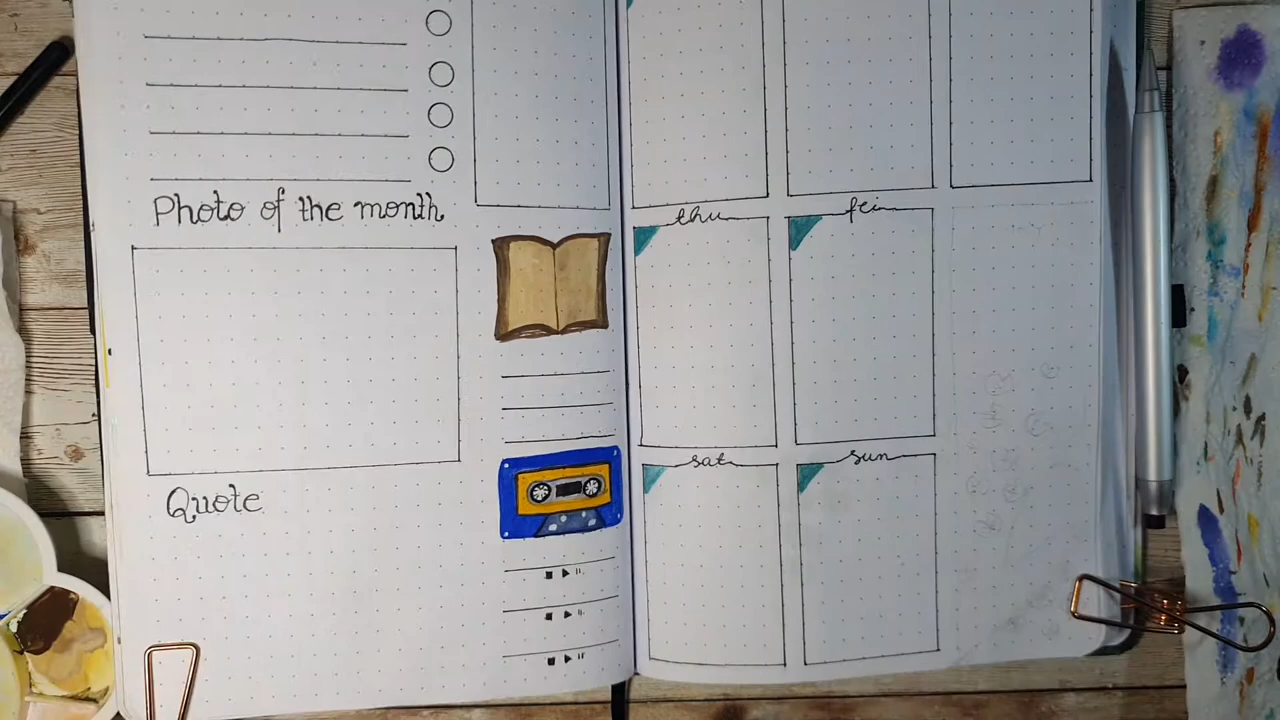 Photo of the month
Quote
thu
fri
sat
sun